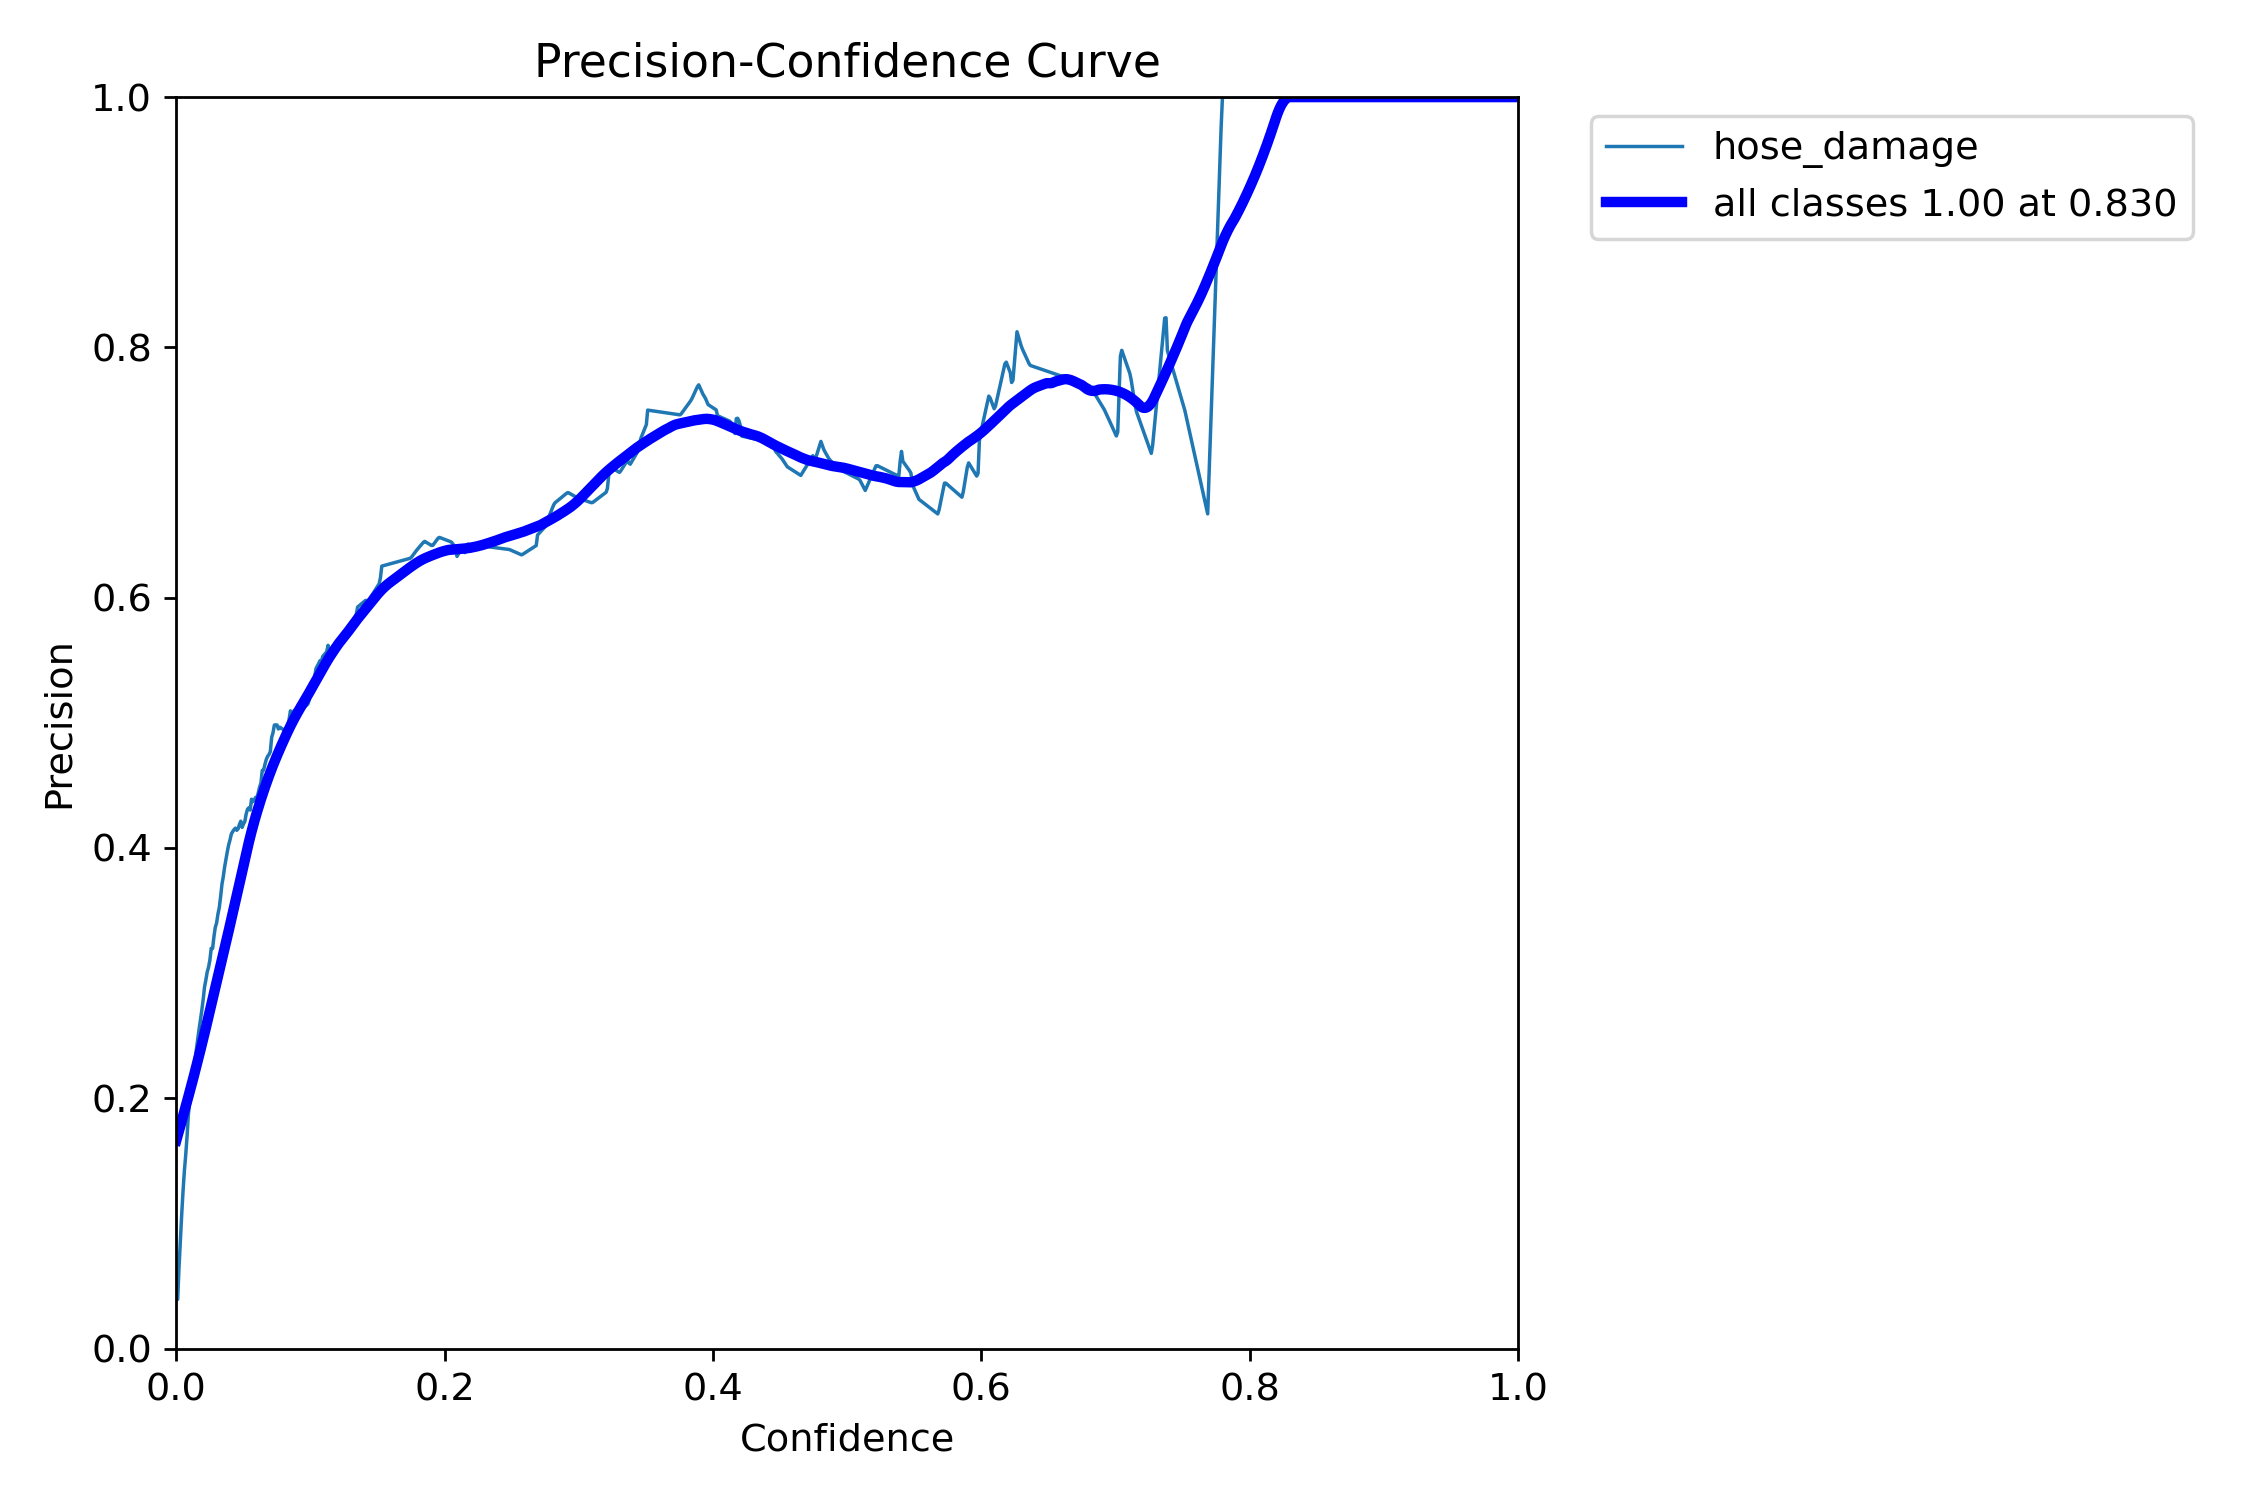 Precision-Confidence Curve
1.0
0.8
0.6
0.4
0.2
0.0
Precision
0.0 0.2 0.4 0.6 0.8 1.0
Confidence
hose_damage
all classes 1.00 at 0.830